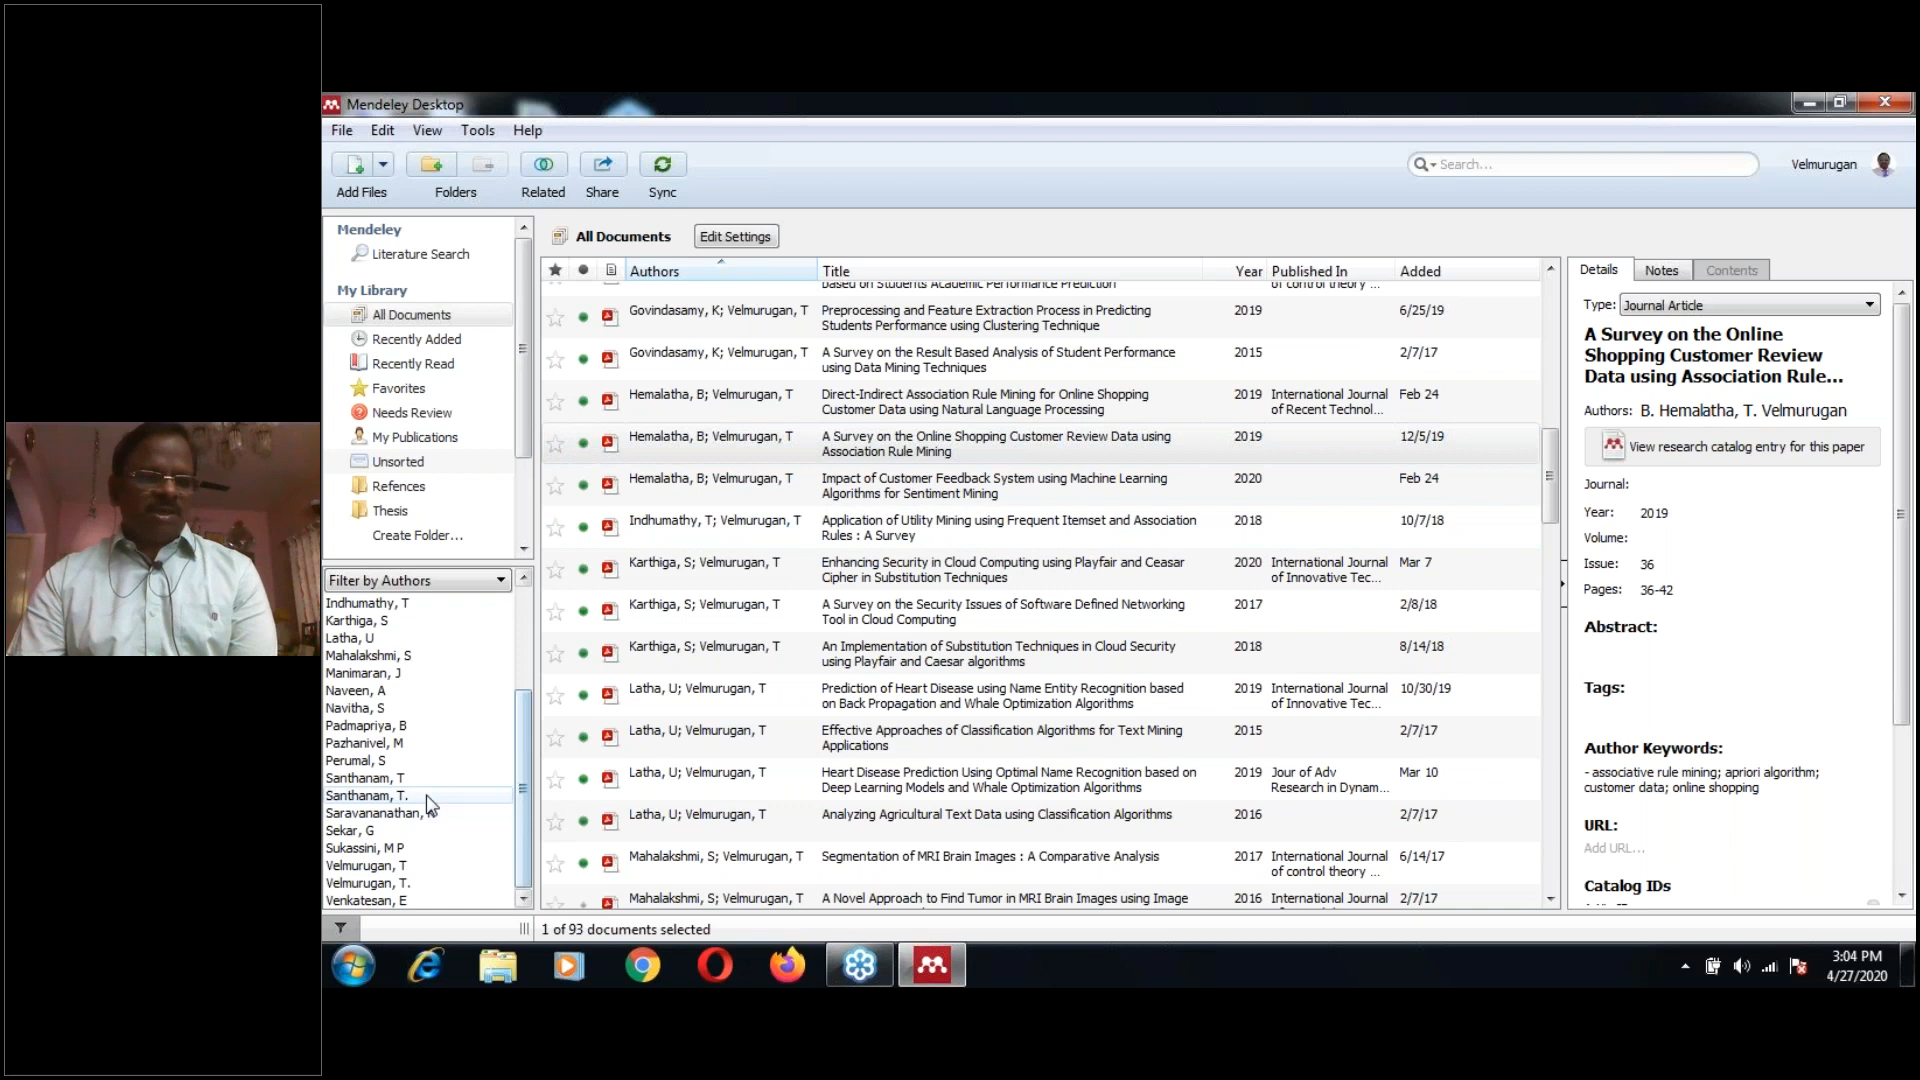 Mendeley Desktop
File Edit View Tools Help
Search...
Velmurugan
Add Files Folders Related Share Sync
Mendeley
Literature Search
My Library
All Documents
Recently Added
Recently Read
Favorites
Needs Review
My Publications
Unsorted
Refences
Thesis
Create Folder...
Filter by Authors
Indhumathy, T
Karthiga, S
Latha, U
Mahalakshmi, S
Manimaran, J
Naveen, A
Navitha, S
Padmapriya, B
Pazhanivel, M
Perumal, S
Santhanam, T
Santhanam, T.
Saravananathan,
Sekar, G
Sukassini, M P
Velmurugan, T
Velmurugan, T.
Venkatesan, E
All Documents Edit Settings
Authors Title Year Published In Added
based on Students Academic Performance Prediction of control theory ...
Govindasamy, K; Velmurugan, T Preprocessing and Feature Extraction Process in Predicting 2019 6/25/19
Students Performance using Clustering Technique
Govindasamy, K; Velmurugan, T A Survey on the Result Based Analysis of Student Performance 2015 2/7/17
using Data Mining Techniques
Hemalatha, B; Velmurugan, T Direct-Indirect Association Rule Mining for Online Shopping 2019 International Journal Feb 24
Customer Data using Natural Language Processing of Recent Technol...
Hemalatha, B; Velmurugan, T A Survey on the Online Shopping Customer Review Data using 2019 12/5/19
Association Rule Mining
Hemalatha, B; Velmurugan, T Impact of Customer Feedback System using Machine Learning 2020 Feb 24
Algorithms for Sentiment Mining
Indhumathy, T; Velmurugan, T Application of Utility Mining using Frequent Itemset and Association 2018 10/7/18
Rules : A Survey
Karthiga, S; Velmurugan, T Enhancing Security in Cloud Computing using Playfair and Ceasar 2020 International Journal Mar 7
Cipher in Substitution Techniques of Innovative Tec...
Karthiga, S; Velmurugan, T A Survey on the Security Issues of Software Defined Networking 2017 2/8/18
Tool in Cloud Computing
Karthiga, S; Velmurugan, T An Implementation of Substitution Techniques in Cloud Security 2018 8/14/18
using Playfair and Caesar algorithms
Latha, U; Velmurugan, T Prediction of Heart Disease using Name Entity Recognition based 2019 International Journal 10/30/19
on Back Propagation and Whale Optimization Algorithms of Innovative Tec...
Latha, U; Velmurugan, T Effective Approaches of Classification Algorithms for Text Mining 2015 2/7/17
Applications
Latha, U; Velmurugan, T Heart Disease Prediction Using Optimal Name Recognition based on 2019 Jour of Adv Mar 10
Deep Learning Models and Whale Optimization Algorithms Research in Dynam...
Latha, U; Velmurugan, T Analyzing Agricultural Text Data using Classification Algorithms 2016 2/7/17
Mahalakshmi, S; Velmurugan, T Segmentation of MRI Brain Images : A Comparative Analysis 2017 International Journal 6/14/17
of control theory ...
Mahalakshmi, S; Velmurugan, T A Novel Approach to Find Tumor in MRI Brain Images using Image 2016 International Journal 2/7/17
Details Notes Contents
Type: Journal Article
A Survey on the Online
Shopping Customer Review
Data using Association Rule...
Authors: B. Hemalatha, T. Velmurugan
View research catalog entry for this paper
Journal:
Year: 2019
Volume:
Issue: 36
Pages: 36-42
Abstract:
Tags:
Author Keywords:
- associative rule mining; apriori algorithm;
customer data; online shopping
URL:
Add URL...
Catalog IDs
1 of 93 documents selected
3:04 PM
4/27/2020